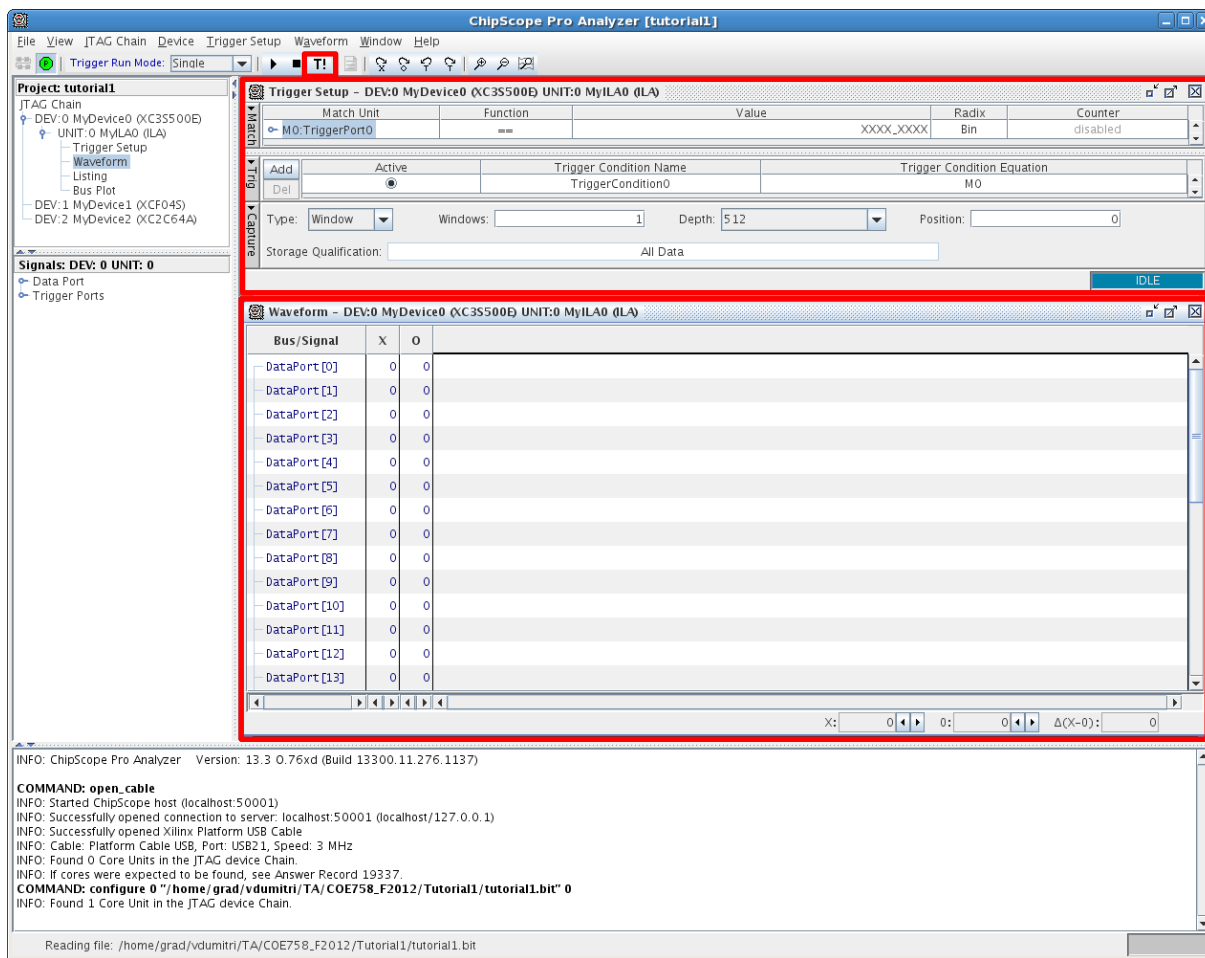 ChipScope Pro Analyzer [tutorial1]
File View JTAG Chain Device Trigger Setup Waveform Window Help
Trigger Run Mode: Single T!
Project: tutorial1
JTAG Chain
DEV:0 MyDevice0 (XC3S500E)
UNIT:0 MyILA0 (ILA)
Trigger Setup
Waveform
Listing
Bus Plot
DEV:1 MyDevice1 (XCF04S)
DEV:2 MyDevice2 (XC2C64A)
Signals: DEV: 0 UNIT: 0
Data Port
Trigger Ports
Trigger Setup - DEV:0 MyDevice0 (XC3S500E) UNIT:0 MyILA0 (ILA)
Match
Match Unit Function Value Radix Counter
M0:TriggerPort0 == XXXX_XXXX Bin disabled
Trig
Add Active Trigger Condition Name Trigger Condition Equation
Del TriggerCondition0 M0
Capture
Type: Window Windows: 1 Depth: 512 Position: 0
Storage Qualification: All Data
IDLE
Waveform - DEV:0 MyDevice0 (XC3S500E) UNIT:0 MyILA0 (ILA)
Bus/Signal X O
DataPort[0] 0 0
DataPort[1] 0 0
DataPort[2] 0 0
DataPort[3] 0 0
DataPort[4] 0 0
DataPort[5] 0 0
DataPort[6] 0 0
DataPort[7] 0 0
DataPort[8] 0 0
DataPort[9] 0 0
DataPort[10] 0 0
DataPort[11] 0 0
DataPort[12] 0 0
DataPort[13] 0 0
X: 0 O: 0 Δ(X-O): 0
INFO: ChipScope Pro Analyzer Version: 13.3 O.76xd (Build 13300.11.276.1137)
COMMAND: open_cable
INFO: Started ChipScope host (localhost:50001)
INFO: Successfully opened connection to server: localhost:50001 (localhost/127.0.0.1)
INFO: Successfully opened Xilinx Platform USB Cable
INFO: Cable: Platform Cable USB, Port: USB21, Speed: 3 MHz
INFO: Found 0 Core Units in the JTAG device Chain.
INFO: If cores were expected to be found, see Answer Record 19337.
COMMAND: configure 0 "/home/grad/vdumitri/TA/COE758_F2012/Tutorial1/tutorial1.bit" 0
INFO: Found 1 Core Unit in the JTAG device Chain.
Reading file: /home/grad/vdumitri/TA/COE758_F2012/Tutorial1/tutorial1.bit